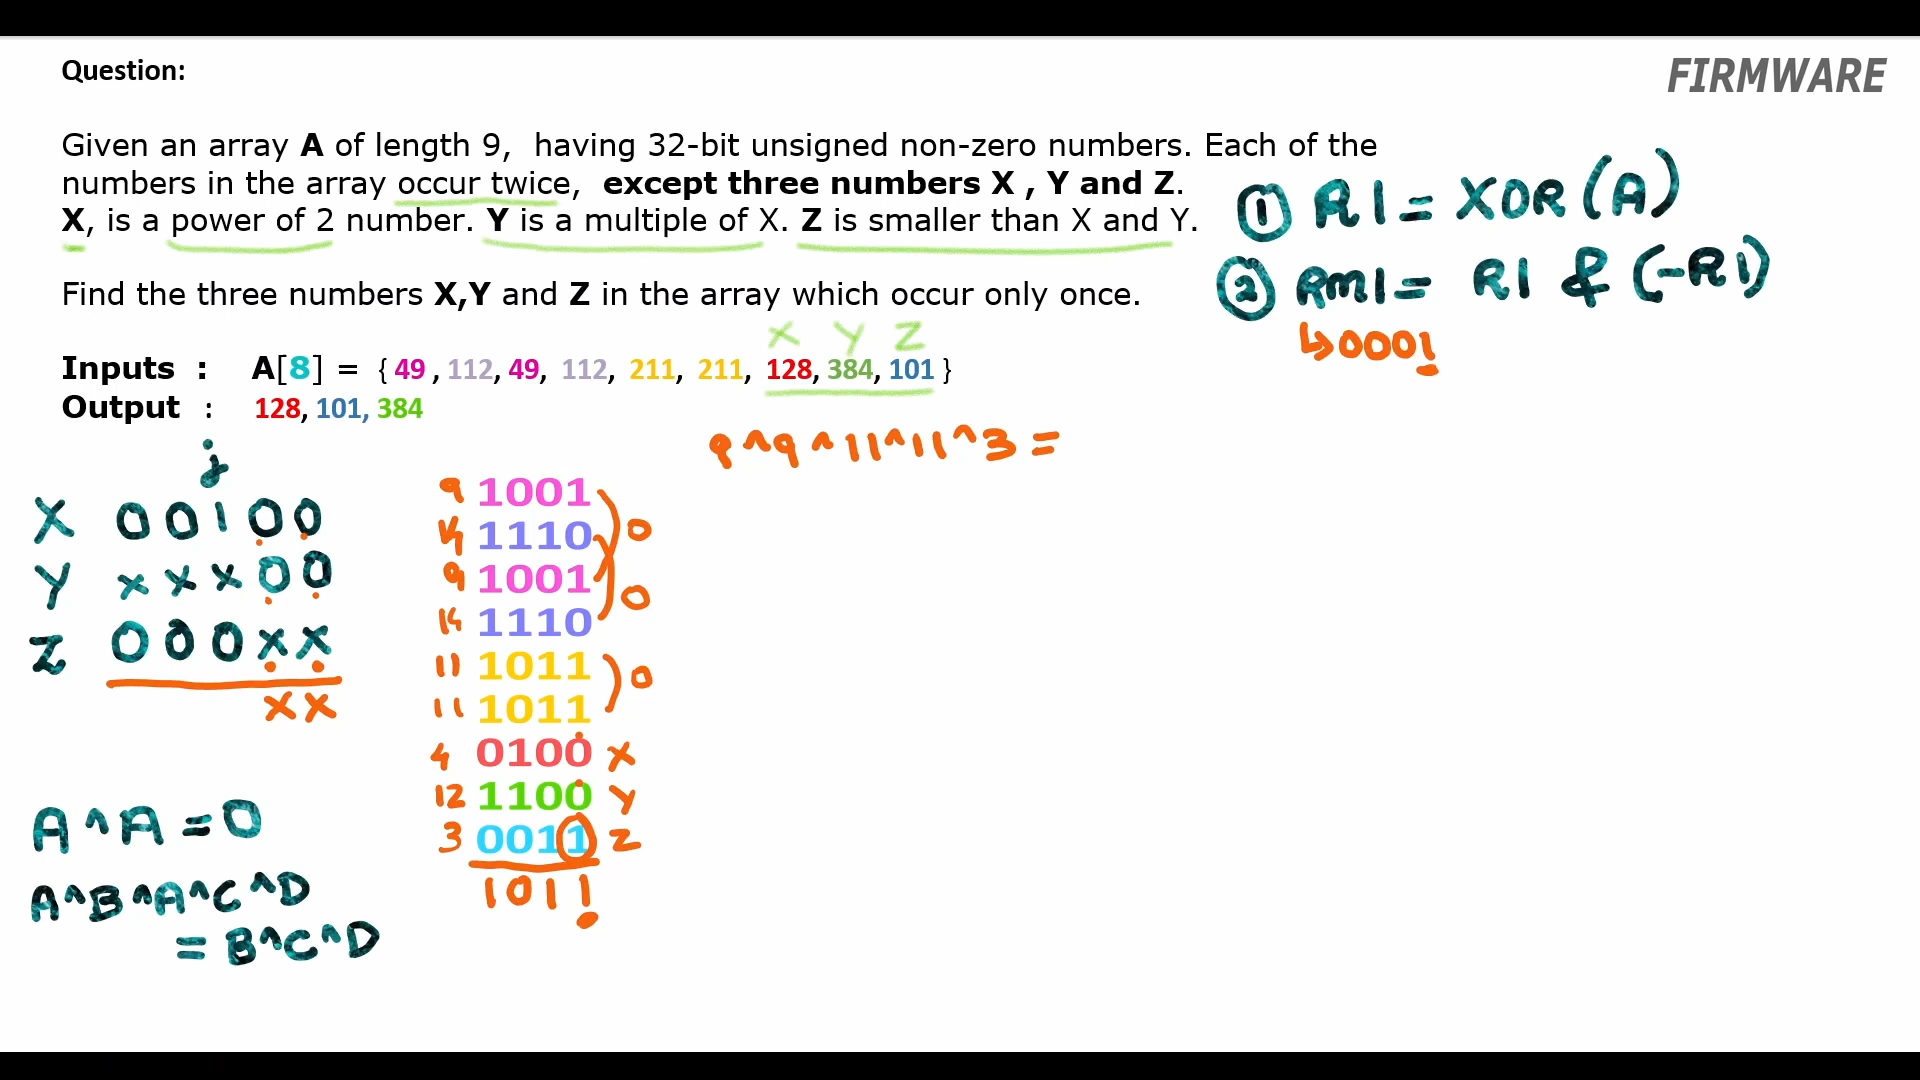 Question:
FIRMWARE
Given an array A of length 9, having 32-bit unsigned non-zero numbers. Each of the
numbers in the array occur twice, except three numbers X , Y and Z.
X, is a power of 2 number. Y is a multiple of X. Z is smaller than X and Y.
Find the three numbers X,Y and Z in the array which occur only once.
① R1 = XOR(A)
② RM1 = R1 & (-R1)
↳0001
X Y Z
Inputs : A[8] = { 49 , 112, 49, 112, 211, 211, 128, 384, 101 }
Output : 128, 101, 384
9^9^11^11^3 =
j
X 00100
Y xxx00
Z 000xx
xx
A^A=0
A^B^A^C^D
= B^C^D
9 1001
14 1110 0
9 1001
14 1110 0
11 1011
11 1011 0
4 0100 X
12 1100 Y
3 0011 Z
1011